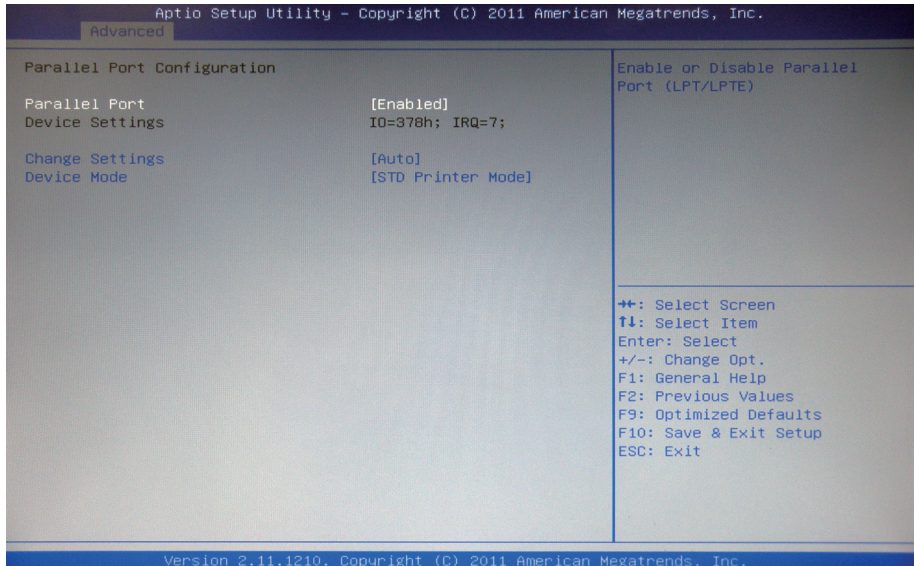 Aptio Setup Utility – Copyright (C) 2011 American Megatrends, Inc.
Advanced
Parallel Port Configuration
Parallel Port [Enabled]
Device Settings IO=378h; IRQ=7;
Change Settings [Auto]
Device Mode [STD Printer Mode]
Enable or Disable Parallel
Port (LPT/LPTE)
→←: Select Screen
↑↓: Select Item
Enter: Select
+/-: Change Opt.
F1: General Help
F2: Previous Values
F9: Optimized Defaults
F10: Save & Exit Setup
ESC: Exit
Version 2.11.1210. Copyright (C) 2011 American Megatrends, Inc.